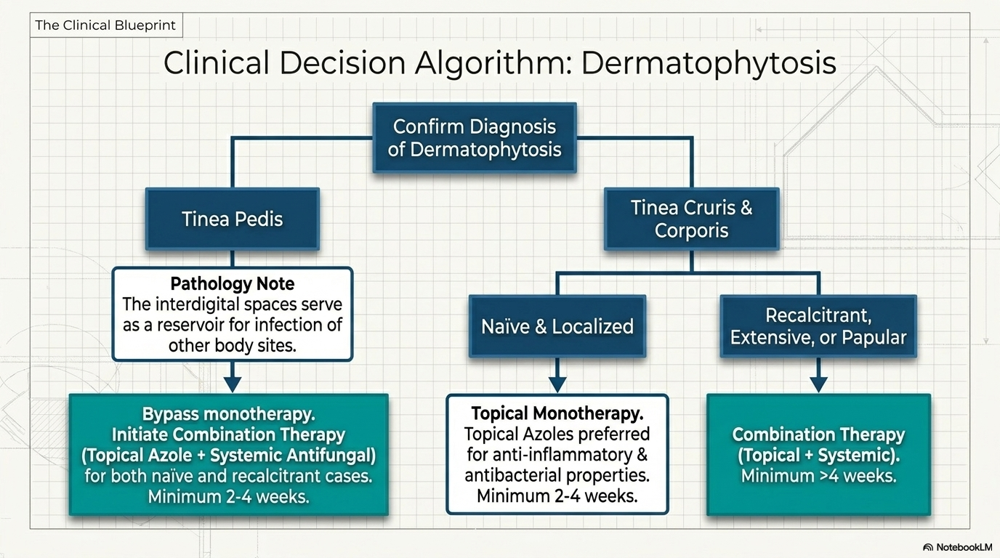 The Clinical Blueprint
Clinical Decision Algorithm: Dermatophytosis
Confirm Diagnosis
of Dermatophytosis
Tinea Pedis
Pathology Note
The interdigital spaces serve
as a reservoir for infection of
other body sites.
Bypass monotherapy.
Initiate Combination Therapy
(Topical Azole + Systemic Antifungal)
for both naïve and recalcitrant cases.
Minimum 2-4 weeks.
Tinea Cruris &
Corporis
Naïve & Localized
Topical Monotherapy.
Topical Azoles preferred
for anti-inflammatory &
antibacterial properties.
Minimum 2-4 weeks.
Recalcitrant,
Extensive, or Papular
Combination Therapy
(Topical + Systemic).
Minimum >4 weeks.
NotebookLM